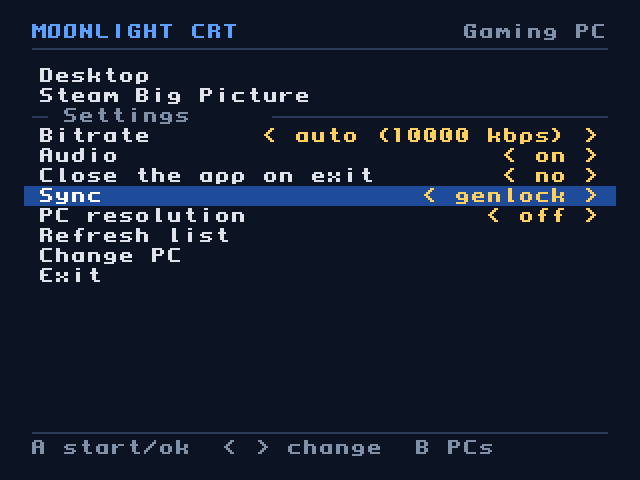 MOONLIGHT CRT Gaming PC
Desktop
Steam Big Picture
Settings
Bitrate < auto (10000 kbps) >
Audio < on >
Close the app on exit < no >
Sync < genlock >
PC resolution < off >
Refresh list
Change PC
Exit
A start/ok < > change B PCs